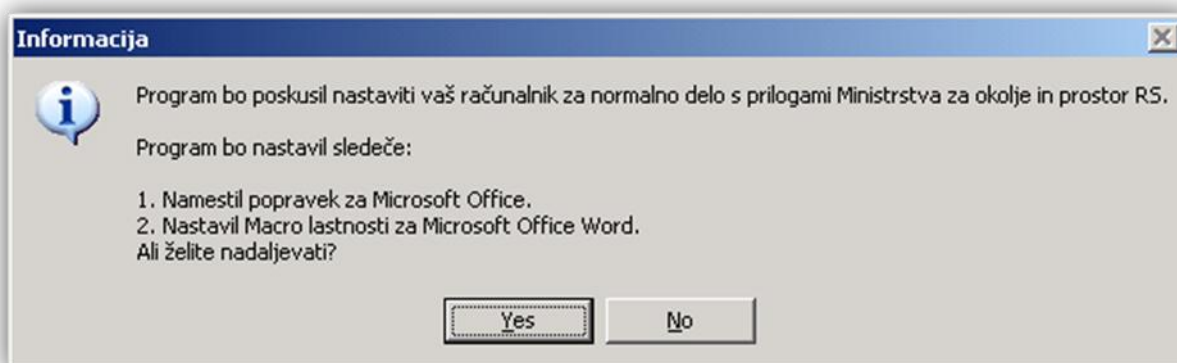 Informacija
Program bo poskusil nastaviti vaš računalnik za normalno delo s prilogami Ministrstva za okolje in prostor RS.
Program bo nastavil sledeče:
1. Namestil popravek za Microsoft Office.
2. Nastavil Macro lastnosti za Microsoft Office Word.
Ali želite nadaljevati?
Yes
No